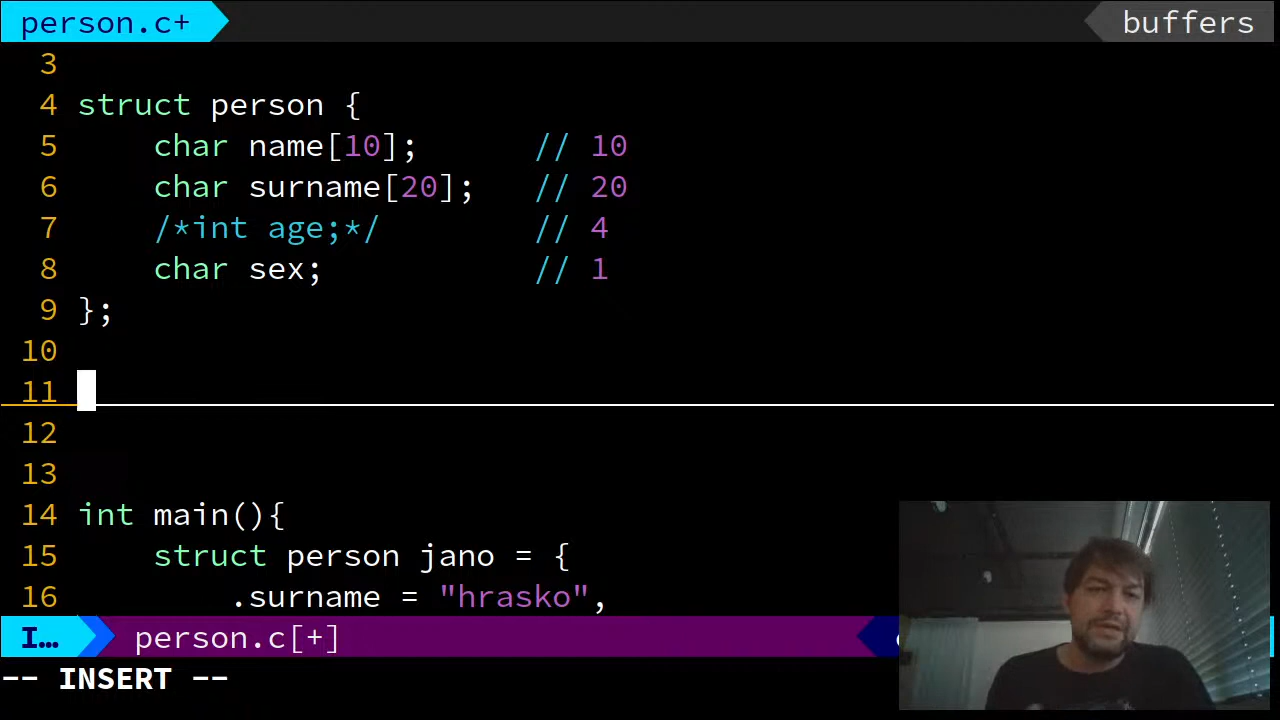 person.c+ buffers
3
4 struct person {
5 char name[10]; // 10
6 char surname[20]; // 20
7 /*int age;*/ // 4
8 char sex; // 1
9 };
10
11
12
13
14 int main(){
15 struct person jano = {
16 .surname = "hrasko",
I… person.c[+]
-- INSERT --